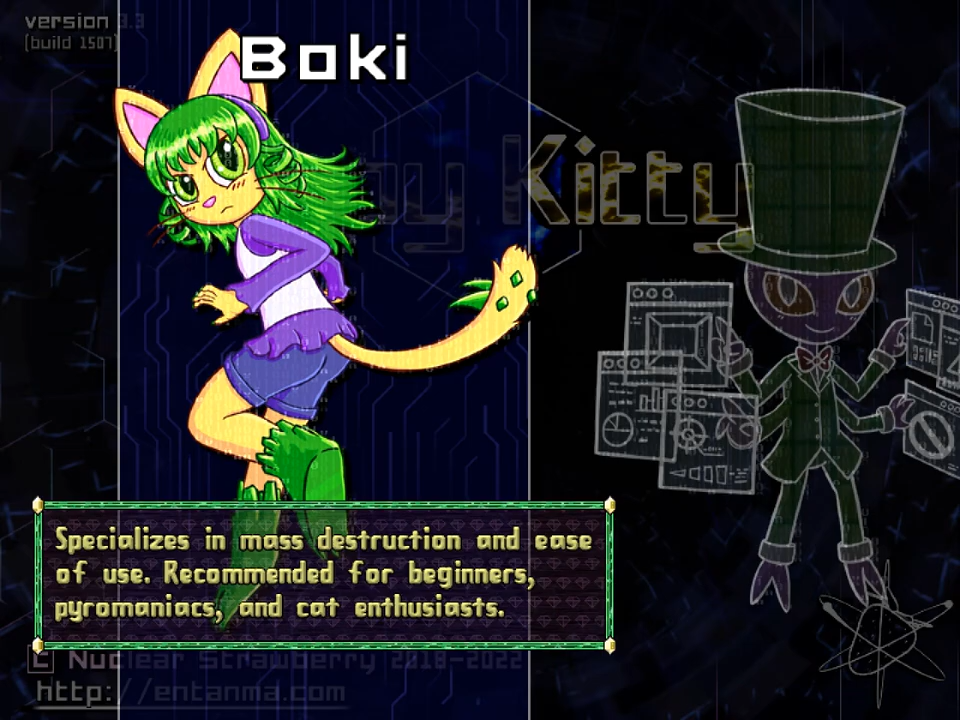 version 3.3
[build 1507]
Boki
Kitty
Specializes in mass destruction and ease
of use. Recommended for beginners,
pyromaniacs, and cat enthusiasts.
Nuclear Strawberry 2018-2022
http://entanma.com